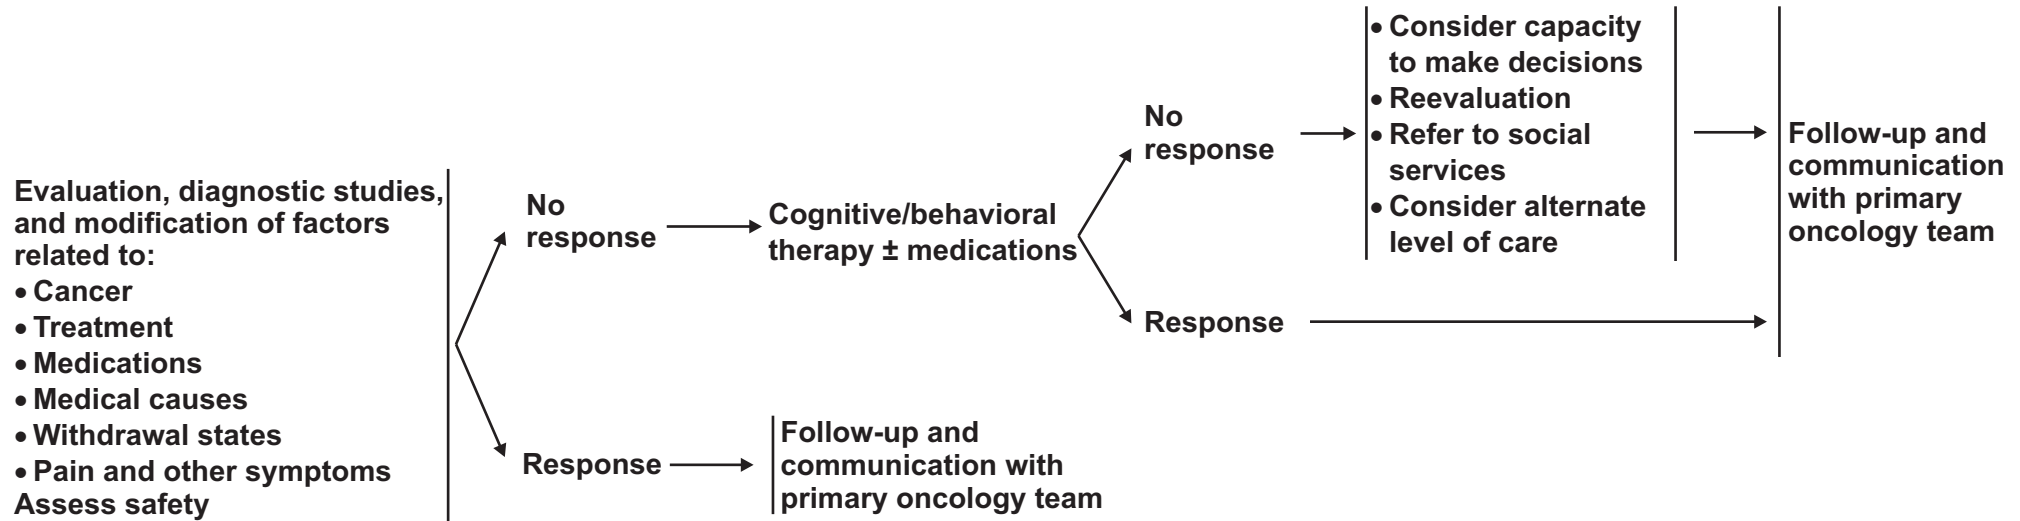 Evaluation, diagnostic studies,
and modification of factors
related to:
• Cancer
• Treatment
• Medications
• Medical causes
• Withdrawal states
• Pain and other symptoms
Assess safety
No
response
Response
Cognitive/behavioral
therapy ± medications
Follow-up and
communication with
primary oncology team
No
response
Response
• Consider capacity
to make decisions
• Reevaluation
• Refer to social
services
• Consider alternate
level of care
Follow-up and
communication
with primary
oncology team